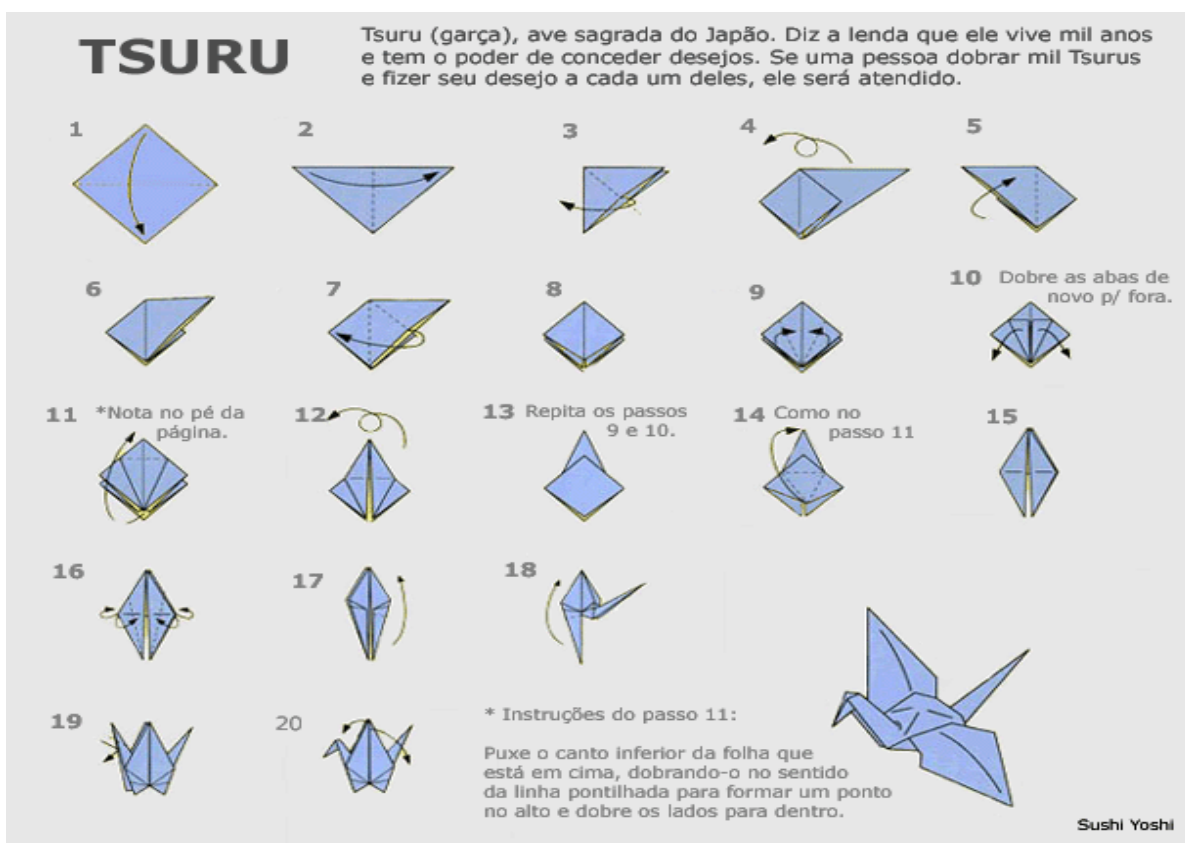 TSURU
Tsuru (garça), ave sagrada do Japão. Diz a lenda que ele vive mil anos
e tem o poder de conceder desejos. Se uma pessoa dobrar mil Tsurus
e fizer seu desejo a cada um deles, ele será atendido.
1
2
3
4
5
6
7
8
9
10 Dobre as abas de
novo p/ fora.
11 *Nota no pé da
página.
12
13 Repita os passos
9 e 10.
14 Como no
passo 11
15
16
17
18
19
20
* Instruções do passo 11:
Puxe o canto inferior da folha que
está em cima, dobrando-o no sentido
da linha pontilhada para formar um ponto
no alto e dobre os lados para dentro.
Sushi Yoshi